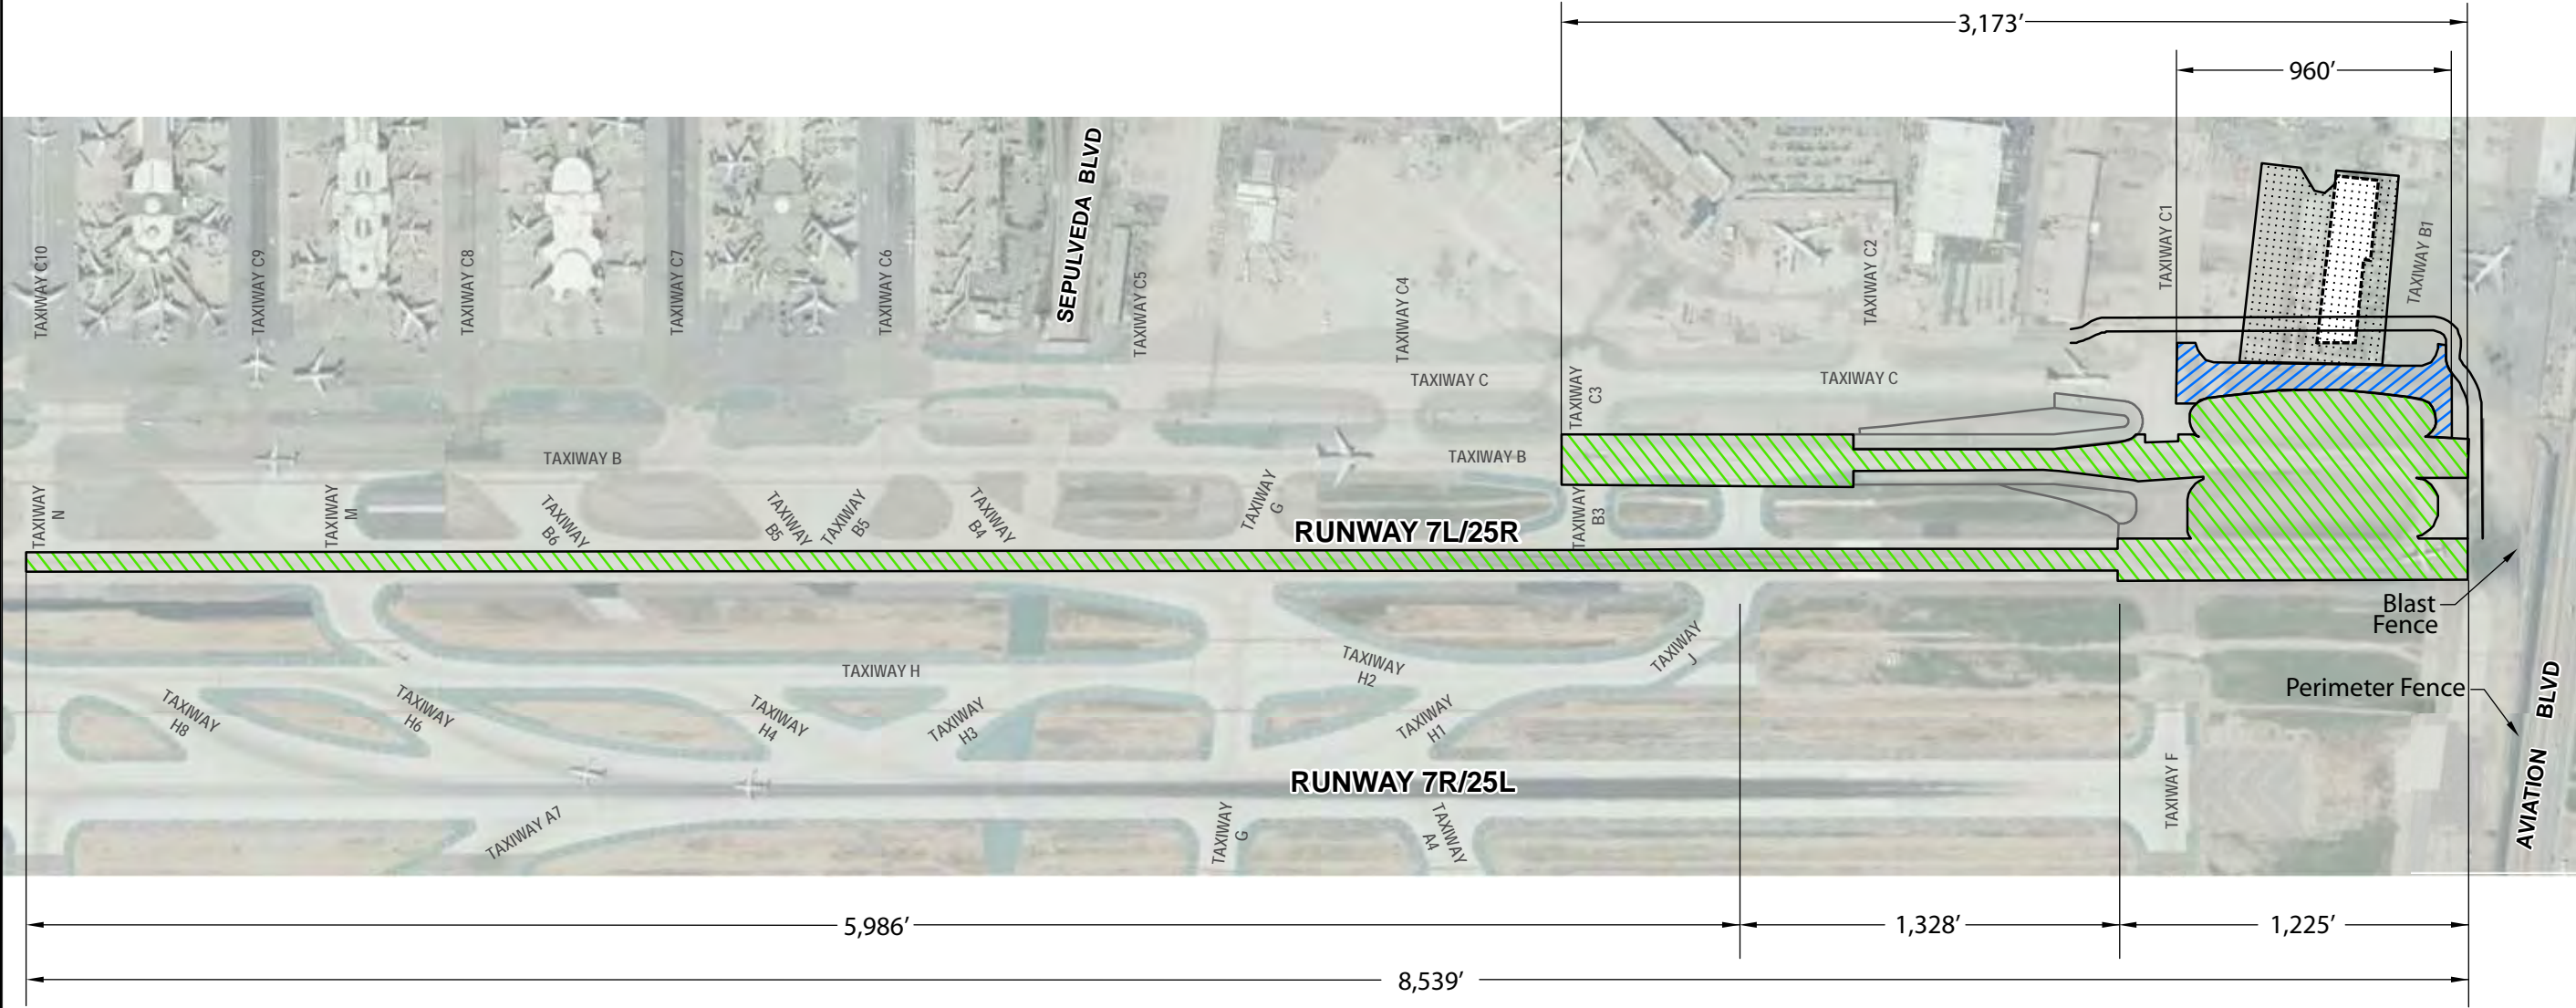 3,173’
960’
SEPULVEDA BLVD
TAXIWAY C10
TAXIWAY C9
TAXIWAY C8
TAXIWAY C7
TAXIWAY C6
TAXIWAY C5
TAXIWAY C4
TAXIWAY C2
TAXIWAY C1
TAXIWAY B1
TAXIWAY C
TAXIWAY
C3
TAXIWAY C
TAXIWAY B
TAXIWAY B
TAXIWAY
N
TAXIWAY
M
TAXIWAY
B6
TAXIWAY
B5
TAXIWAY
B5
TAXIWAY
B4
TAXIWAY
G
RUNWAY 7L/25R
TAXIWAY
B3
Blast
Fence
TAXIWAY H
TAXIWAY
H2
TAXIWAY
J
Perimeter Fence
AVIATION BLVD
TAXIWAY
H8
TAXIWAY
H6
TAXIWAY
H4
TAXIWAY
H3
TAXIWAY
H1
RUNWAY 7R/25L
TAXIWAY F
TAXIWAY A7
TAXIWAY
G
TAXIWAY
A4
5,986’
1,328’
1,225’
8,539’